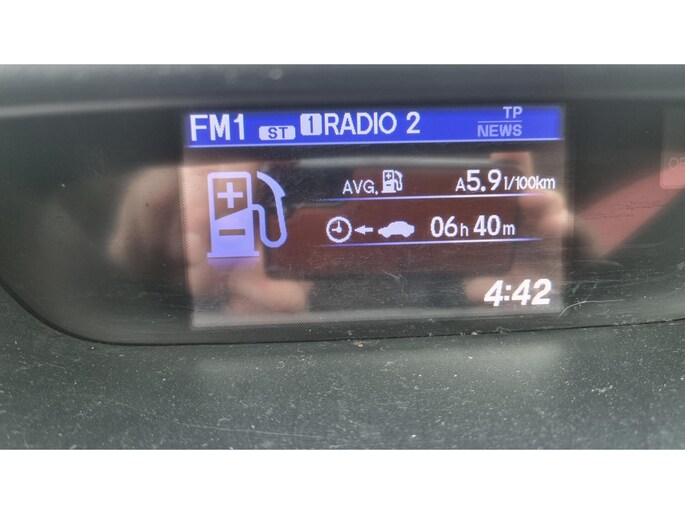 FM1 ST 1 RADIO 2 TP
NEWS
AVG. A5.9 l/100km
06h 40m
4:42